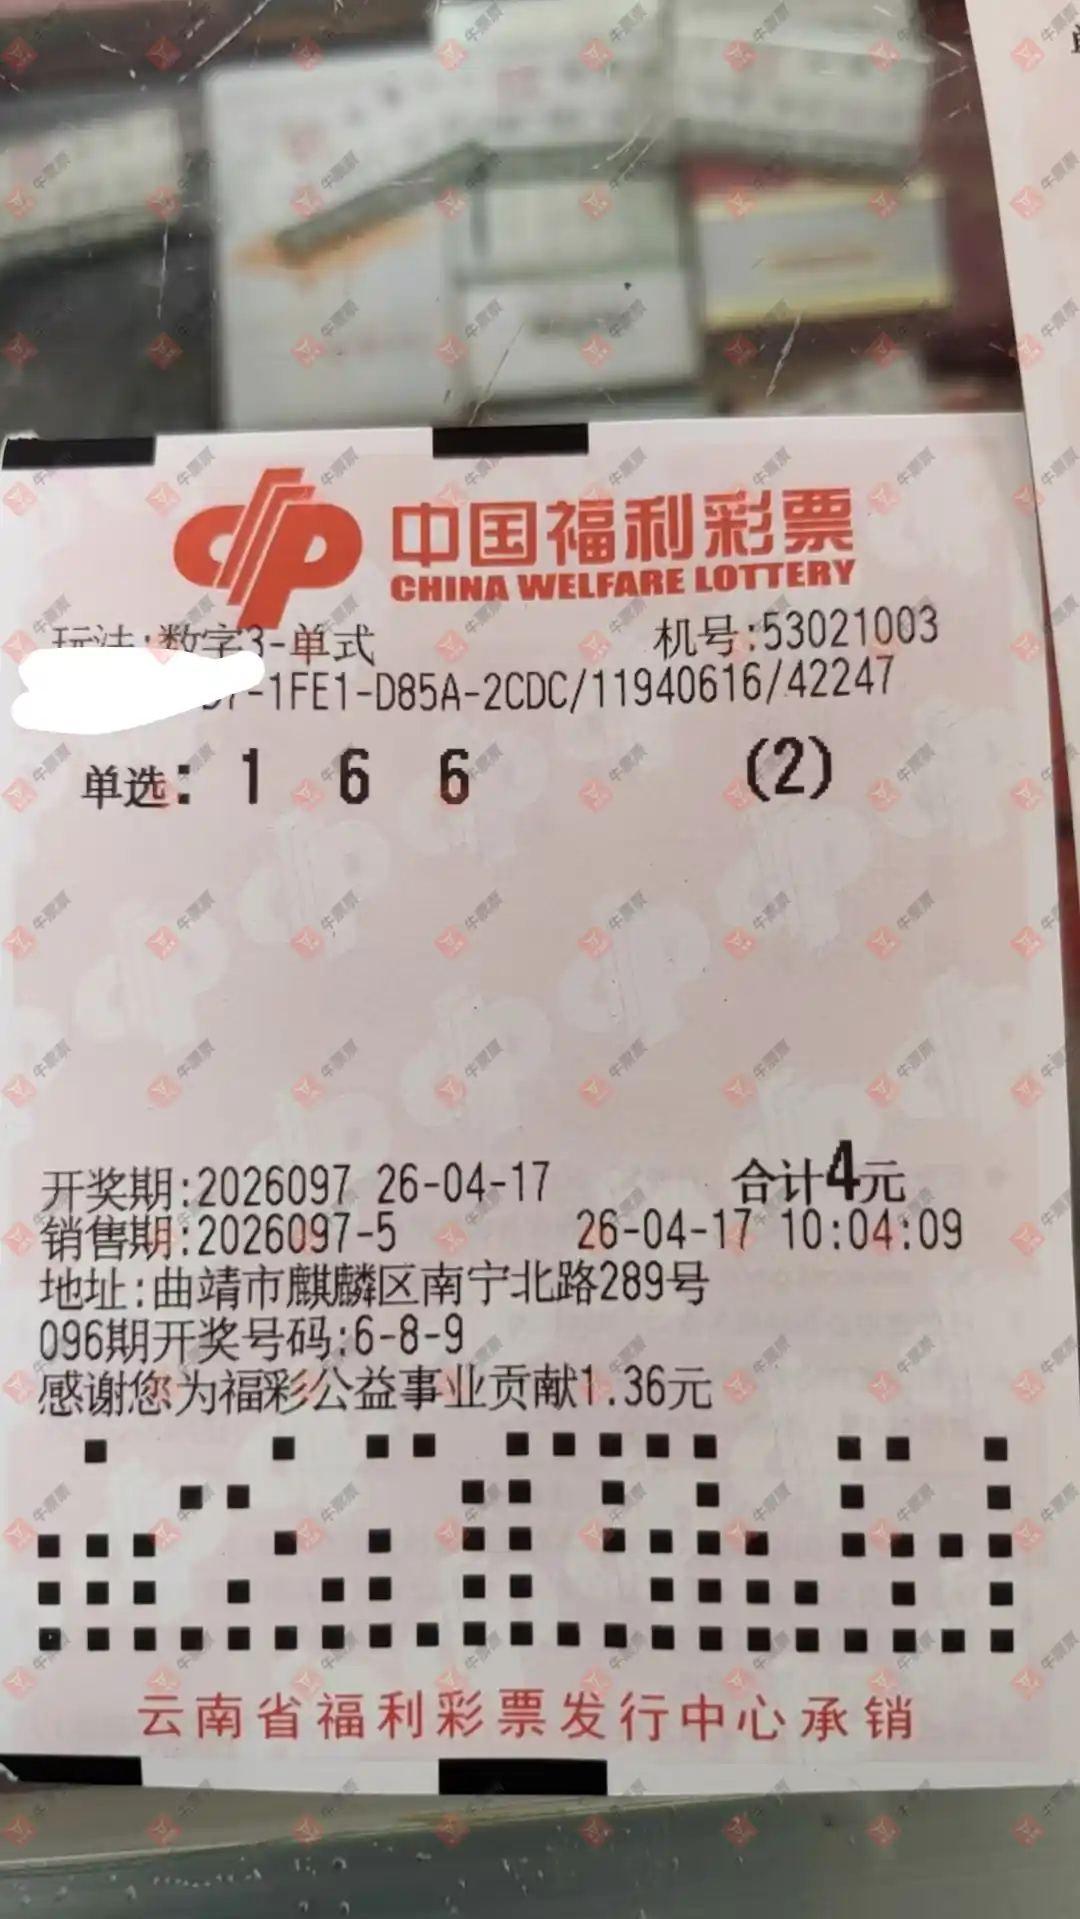 中国福利彩票
CHINA WELFARE LOTTERY
玩法:数字3-单式 机号:53021003
-1FE1-D85A-2CDC/11940616/42247
单选: 1 6 6 (2)
开奖期:2026097 26-04-17 合计4元
销售期:2026097-5 26-04-17 10:04:09
地址:曲靖市麒麟区南宁北路289号
096期开奖号码:6-8-9
感谢您为福彩公益事业贡献1.36元
云南省福利彩票发行中心承销